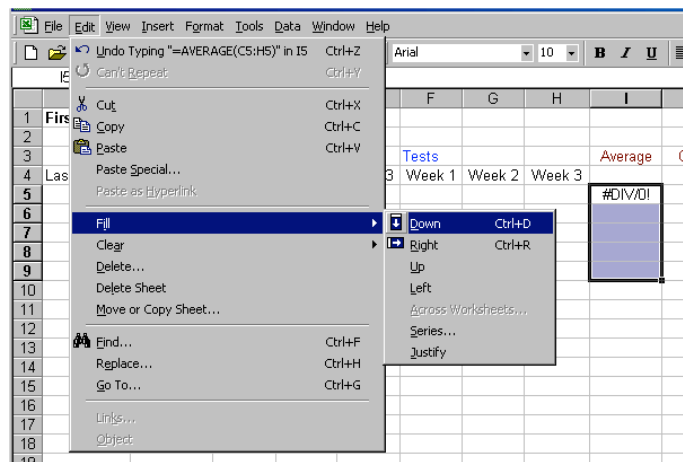 File Edit View Insert Format Tools Data Window Help
Undo Typing "=AVERAGE(C5:H5)" in I5 Ctrl+Z
Arial 10 B I U
Can't Repeat Ctrl+Y
Cut Ctrl+X
Copy Ctrl+C
Paste Ctrl+V
Paste Special...
Paste as Hyperlink
Fill
Clear
Delete...
Delete Sheet
Move or Copy Sheet...
Find... Ctrl+F
Replace... Ctrl+H
Go To... Ctrl+G
Links...
Object
Down Ctrl+D
Right Ctrl+R
Up
Left
Across Worksheets...
Series...
Justify
F G H I
1 Firs
2
3 Tests Average
4 Las 3 Week 1 Week 2 Week 3
5 #DIV/0!
6
7
8
9
10
11
12
13
14
15
16
17
18
19